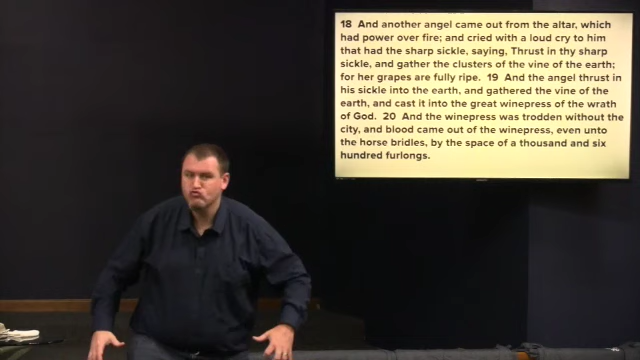 18 And another angel came out from the altar, which
had power over fire; and cried with a loud cry to him
that had the sharp sickle, saying, Thrust in thy sharp
sickle, and gather the clusters of the vine of the earth;
for her grapes are fully ripe. 19 And the angel thrust in
his sickle into the earth, and gathered the vine of the
earth, and cast it into the great winepress of the wrath
of God. 20 And the winepress was trodden without the
city, and blood came out of the winepress, even unto
the horse bridles, by the space of a thousand and six
hundred furlongs.